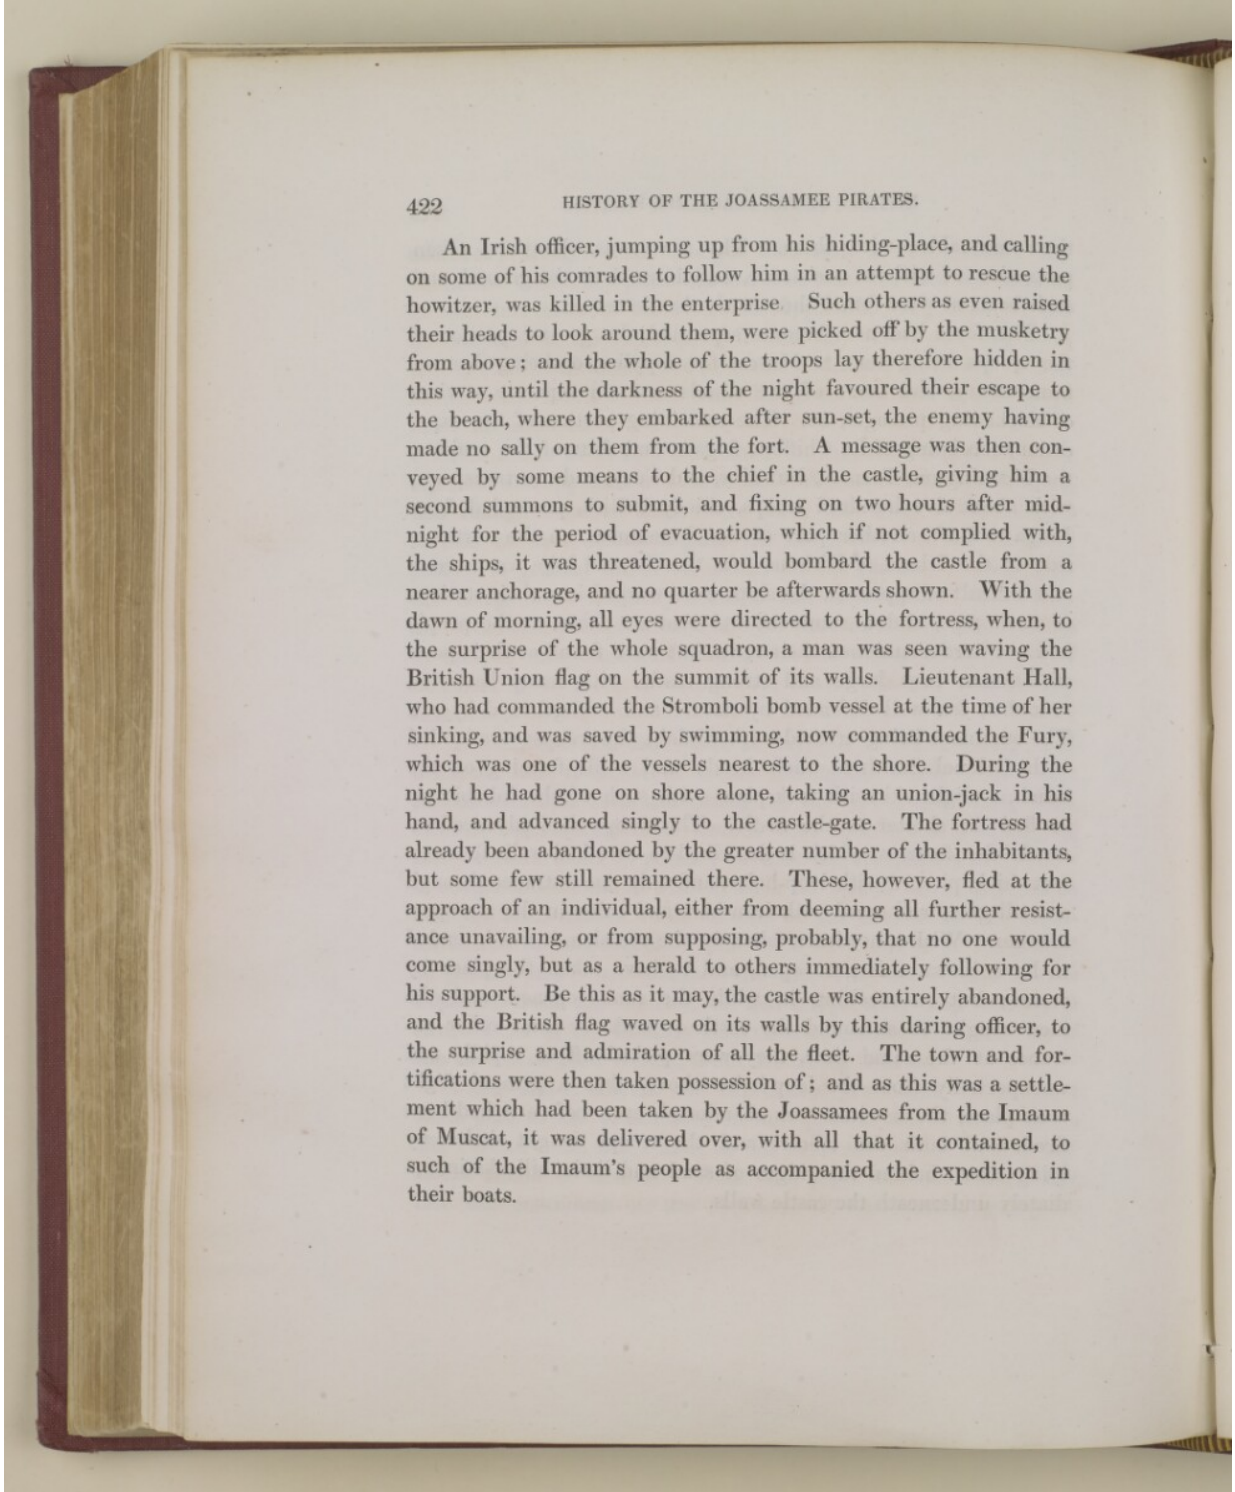 422 HISTORY OF THE JOASSAMEE PIRATES.
An Irish officer, jumping up from his hiding-place, and calling
on some of his comrades to follow him in an attempt to rescue the
howitzer, was killed in the enterprise. Such others as even raised
their heads to look around them, were picked off by the musketry
from above; and the whole of the troops lay therefore hidden in
this way, until the darkness of the night favoured their escape to
the beach, where they embarked after sun-set, the enemy having
made no sally on them from the fort. A message was then con-
veyed by some means to the chief in the castle, giving him a
second summons to submit, and fixing on two hours after mid-
night for the period of evacuation, which if not complied with,
the ships, it was threatened, would bombard the castle from a
nearer anchorage, and no quarter be afterwards shown. With the
dawn of morning, all eyes were directed to the fortress, when, to
the surprise of the whole squadron, a man was seen waving the
British Union flag on the summit of its walls. Lieutenant Hall,
who had commanded the Stromboli bomb vessel at the time of her
sinking, and was saved by swimming, now commanded the Fury,
which was one of the vessels nearest to the shore. During the
night he had gone on shore alone, taking an union-jack in his
hand, and advanced singly to the castle-gate. The fortress had
already been abandoned by the greater number of the inhabitants,
but some few still remained there. These, however, fled at the
approach of an individual, either from deeming all further resist-
ance unavailing, or from supposing, probably, that no one would
come singly, but as a herald to others immediately following for
his support. Be this as it may, the castle was entirely abandoned,
and the British flag waved on its walls by this daring officer, to
the surprise and admiration of all the fleet. The town and for-
tifications were then taken possession of; and as this was a settle-
ment which had been taken by the Joassamees from the Imaum
of Muscat, it was delivered over, with all that it contained, to
such of the Imaum's people as accompanied the expedition in
their boats.